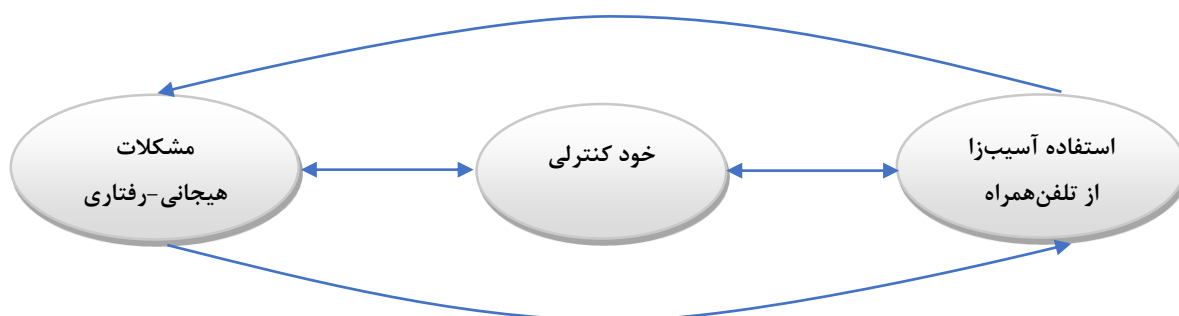 استفاده آسیب‌زا
از تلفن‌همراه
خود کنترلی
مشکلات
هیجانی-رفتاری